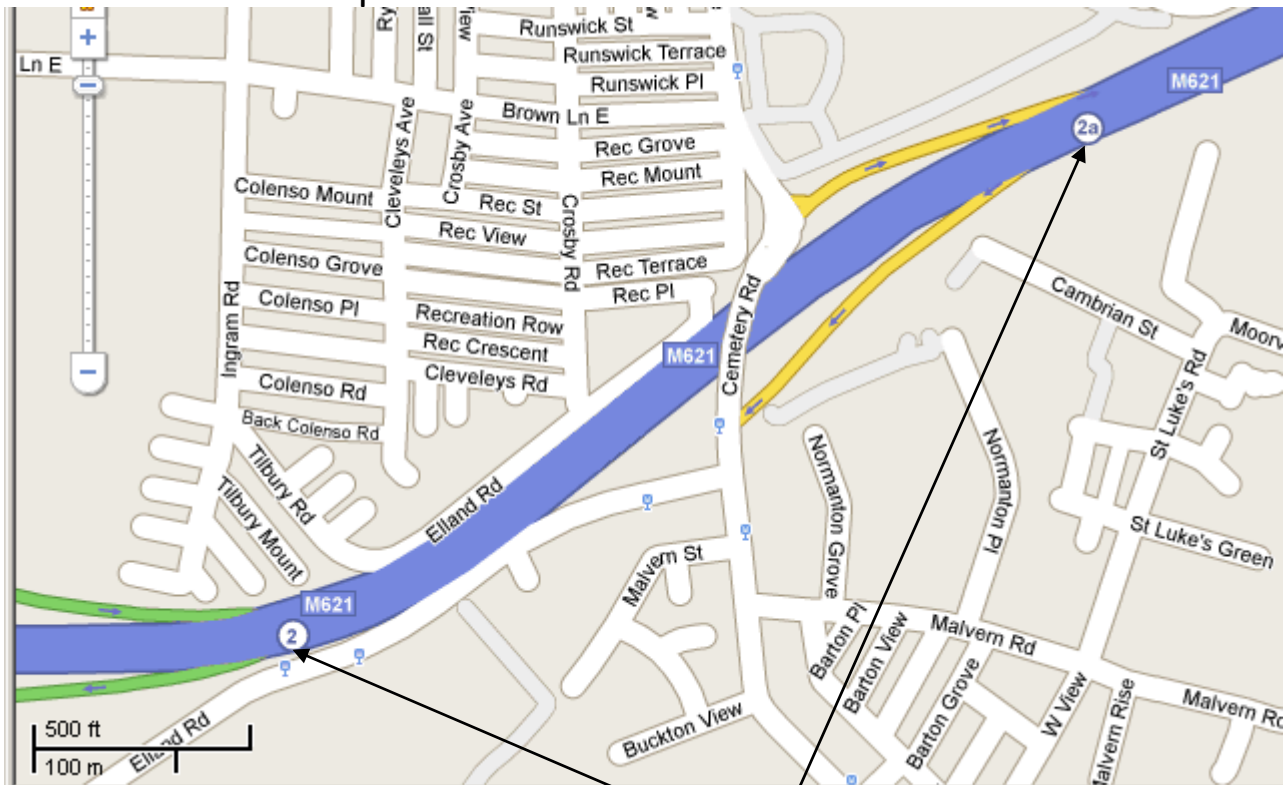 Runswick St
Runswick Terrace
Runswick Pl
Ln E
M621
Brown Ln E
2a
Cleveleys Ave
Crosby Ave
Rec Grove
Rec Mount
Colenso Mount
Rec St
Rec View
Crosby Rd
Colenso Grove
Rec Terrace
Rec Pl
Cemetery Rd
Cambrian St
Colenso Pl
Recreation Row
Ingram Rd
Rec Crescent
M621
Cleveleys Rd
Colenso Rd
Back Colenso Rd
St Luke's Rd
Tilbury Rd
Tilbury Mount
Elland Rd
Normanton Grove
Normanton Pl
St Luke's Green
Malvern St
M621
2
Barton Pl
Barton View
Malvern Rd
Barton Grove
W View
Malvern Rise
Malvern Rd
Buckton View
500 ft
100 m
Elland Rd